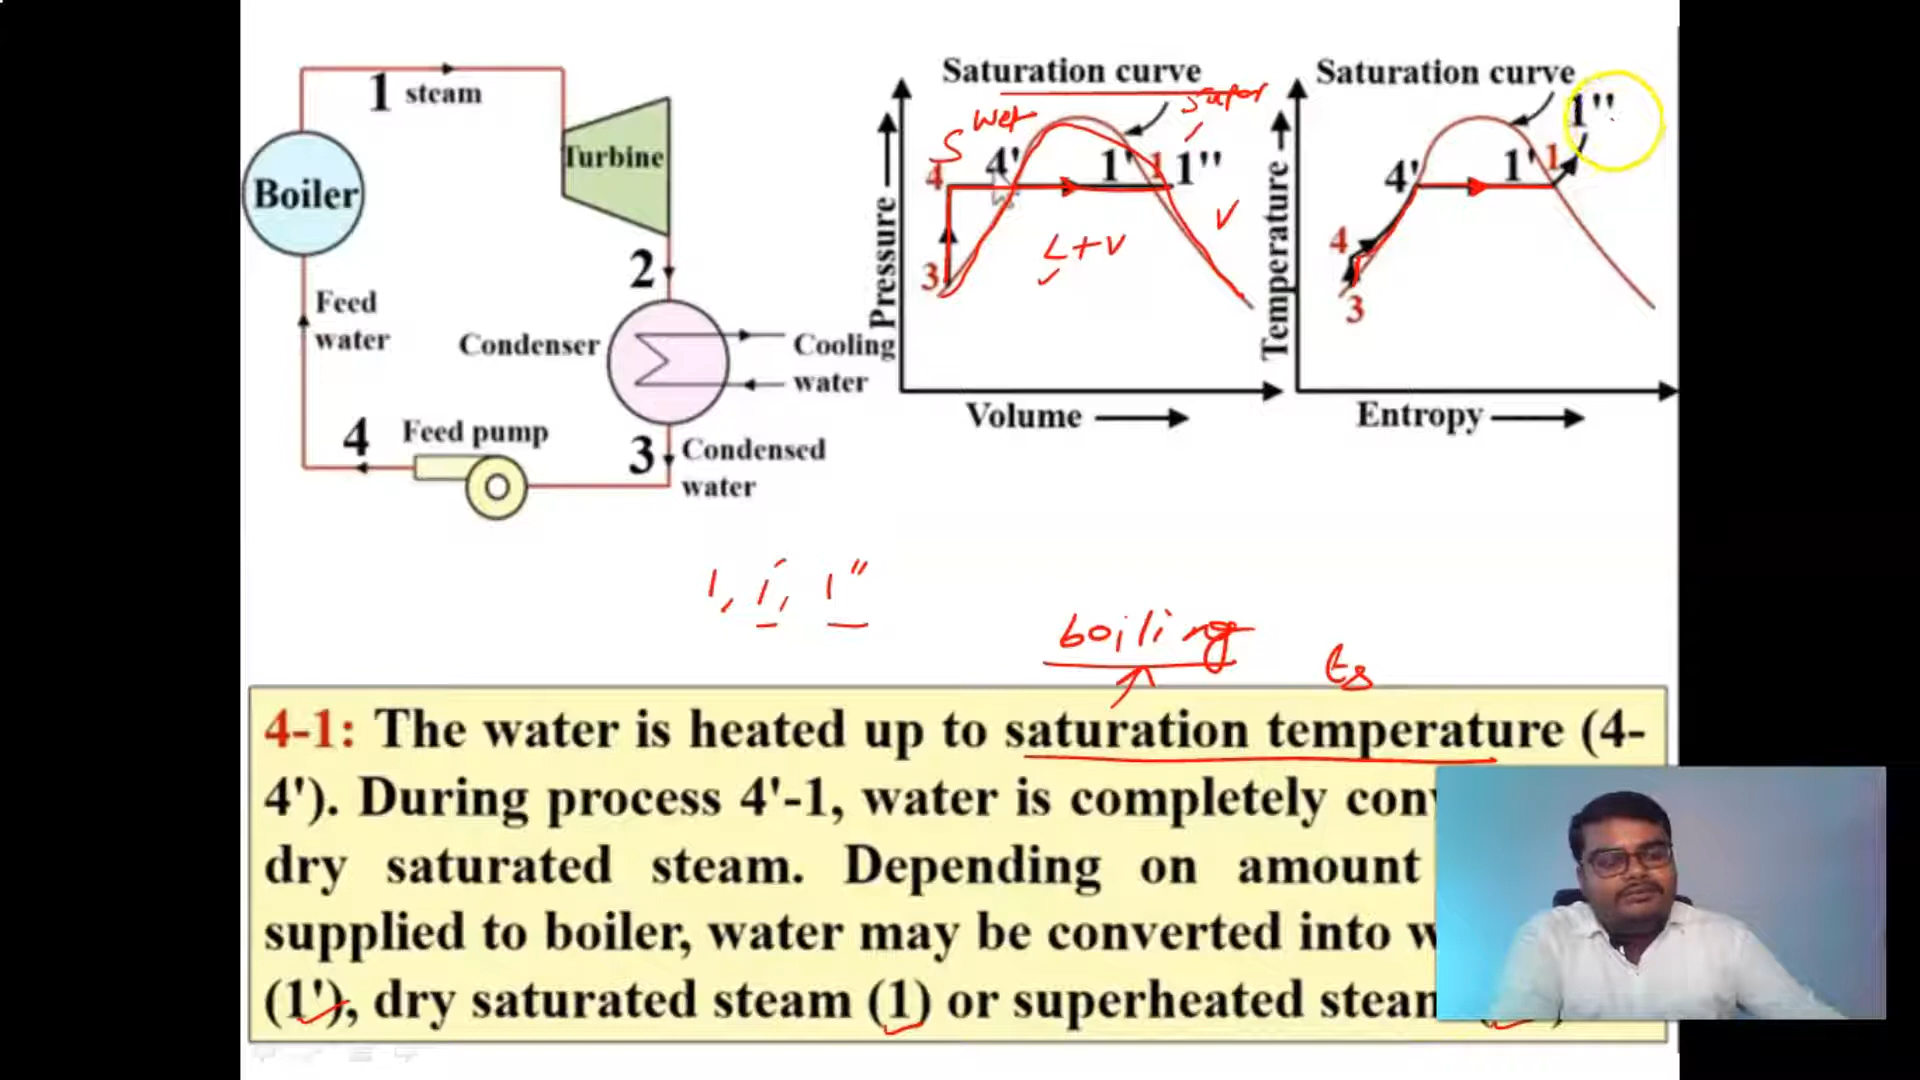 1 steam
Boiler
Turbine
2
Feed
water
Condenser
Cooling
water
4 Feed pump
3 Condensed
water
Saturation curve
wet
super
S
4
4'
1'
1
1''
V
L+V
3
Pressure
Volume
Saturation curve
1''
4'
1'
1
4
3
Temperature
Entropy
1, 1', 1''
boiling
ts
4-1: The water is heated up to saturation temperature (4-
4'). During process 4'-1, water is completely con
dry saturated steam. Depending on amount
supplied to boiler, water may be converted into w
(1'), dry saturated steam (1) or superheated stean